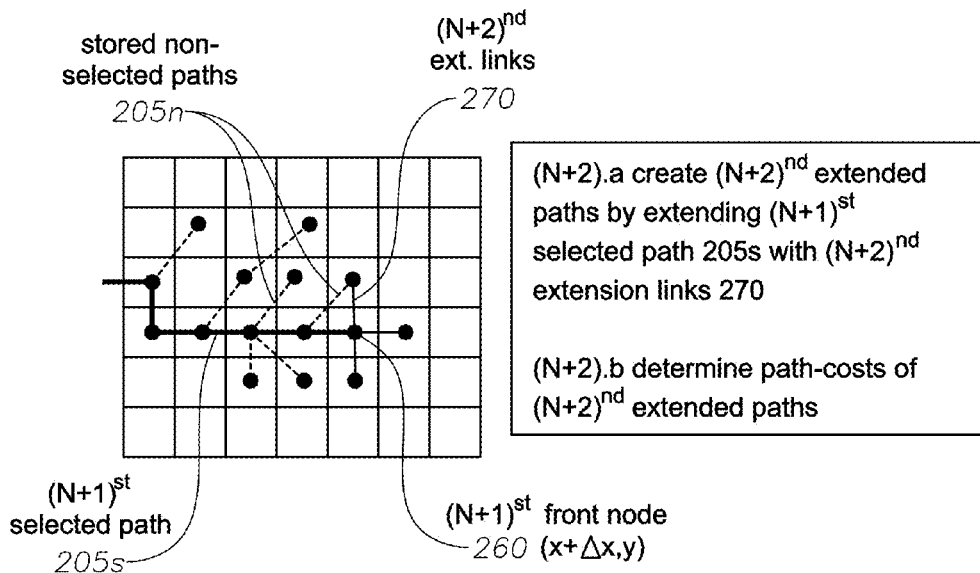 stored non-
selected paths
205n
(N+2)nd
ext. links
270
(N+2).a create (N+2)nd extended
paths by extending (N+1)st
selected path 205s with (N+2)nd
extension links 270
(N+2).b determine path-costs of
(N+2)nd extended paths
(N+1)st
selected path
205s
(N+1)st front node
260 (x+Δx,y)